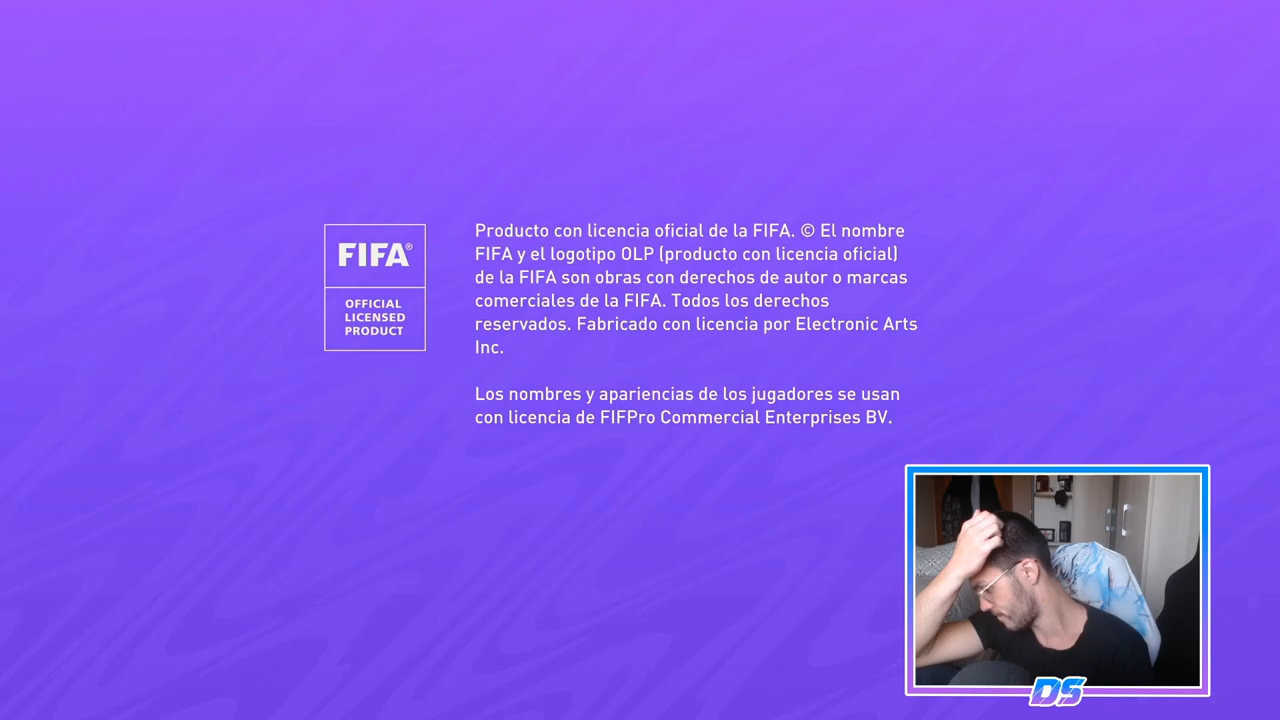 FIFA®
OFFICIAL
LICENSED
PRODUCT
Producto con licencia oficial de la FIFA. © El nombre
FIFA y el logotipo OLP (producto con licencia oficial)
de la FIFA son obras con derechos de autor o marcas
comerciales de la FIFA. Todos los derechos
reservados. Fabricado con licencia por Electronic Arts
Inc.
Los nombres y apariencias de los jugadores se usan
con licencia de FIFPro Commercial Enterprises BV.
DS